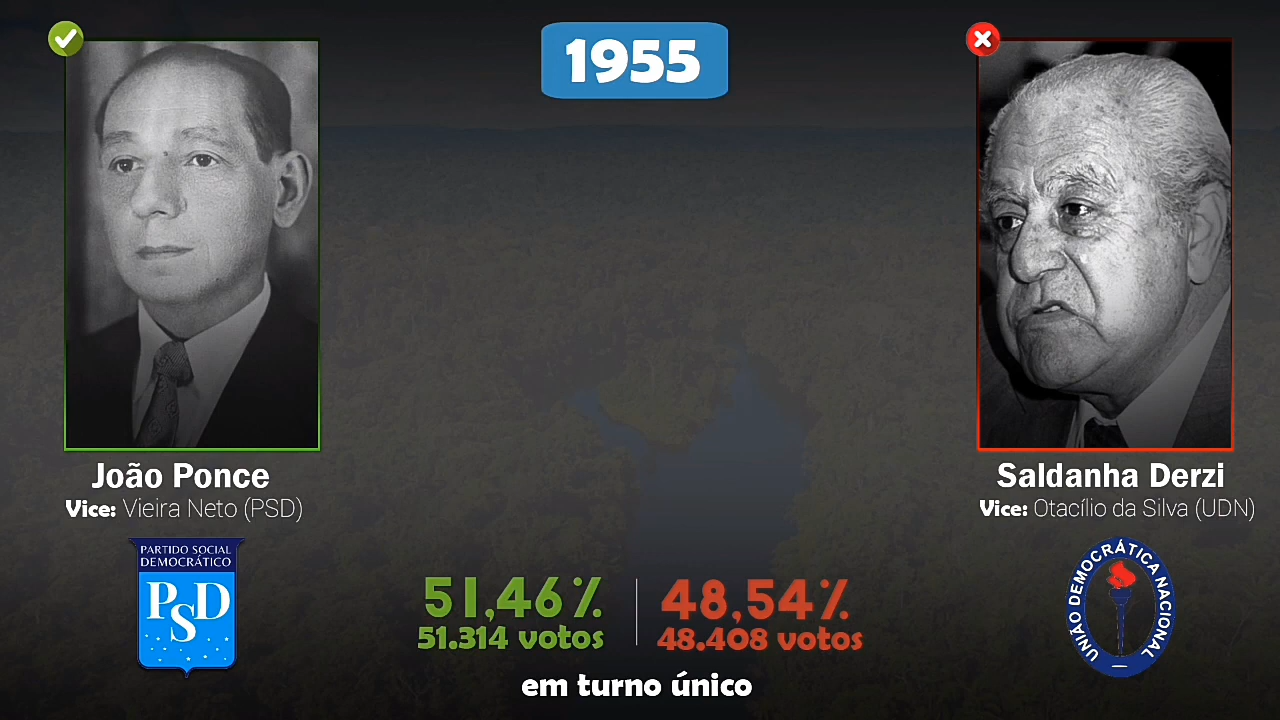 1955
João Ponce
Vice: Vieira Neto (PSD)
PARTIDO SOCIAL
DEMOCRÁTICO
PSD
51,46%
51.314 votos
48,54%
48.408 votos
em turno único
Saldanha Derzi
Vice: Otacílio da Silva (UDN)
UNIÃO DEMOCRÁTICA NACIONAL